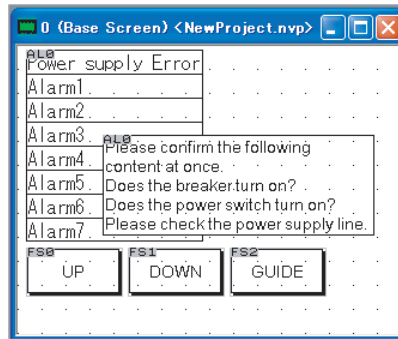 0 (Base Screen) <NewProject.nvp>
AL0
Power supply Error
Alarm1
Alarm2
Alarm3
Alarm4
Alarm5
Alarm6
Alarm7
AL0
Please confirm the following
content at once.
Does the breaker turn on?
Does the power switch turn on?
Please check the power supply line.
FS0
UP
FS1
DOWN
FS2
GUIDE